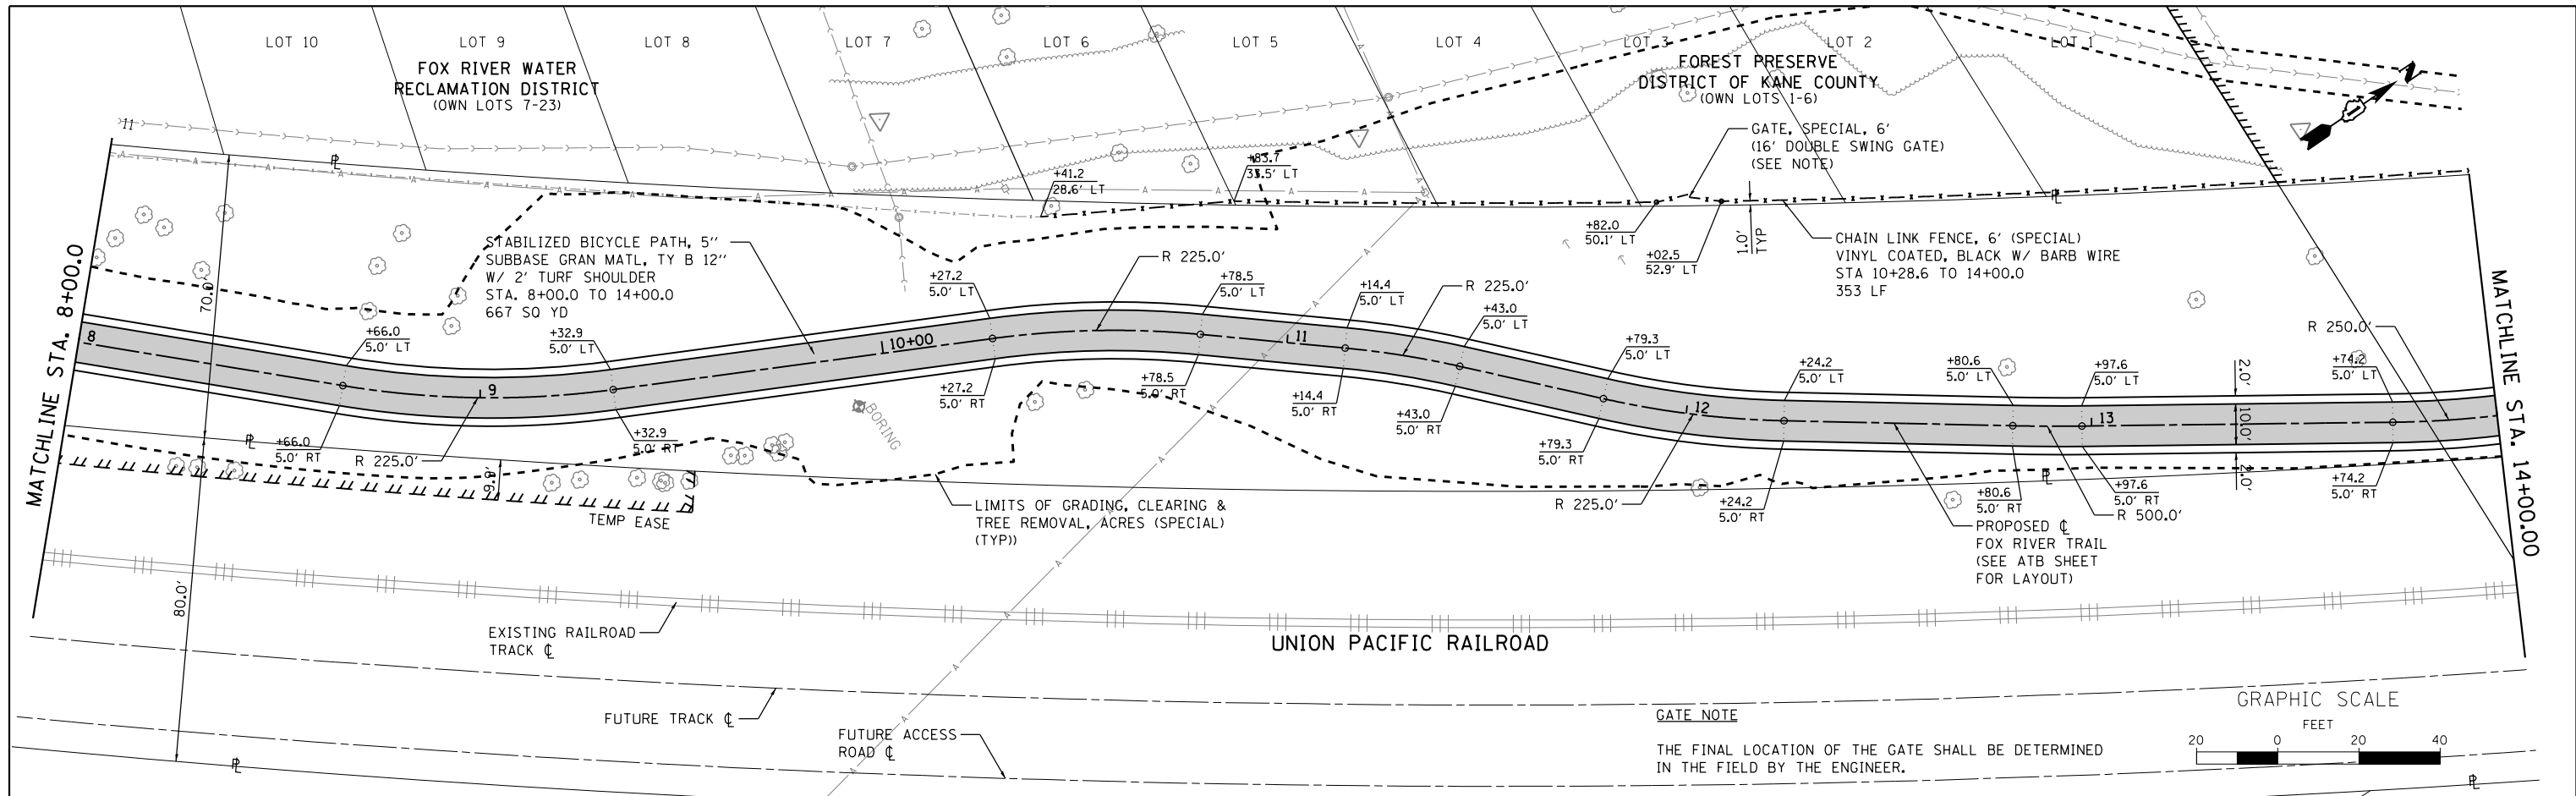 LOT 10
LOT 9
LOT 8
LOT 7
LOT 6
LOT 5
LOT 4
LOT 3
LOT 2
LOT 1
FOX RIVER WATER
RECLAMATION DISTRICT
(OWN LOTS 7-23)
FOREST PRESERVE
DISTRICT OF KANE COUNTY
(OWN LOTS 1-6)
N
GATE, SPECIAL, 6'
(16' DOUBLE SWING GATE)
(SEE NOTE)
+41.2
28.6' LT
+83.7
33.5' LT
+82.0
50.1' LT
+02.5
52.9' LT
1.0'
TYP
CHAIN LINK FENCE, 6' (SPECIAL)
VINYL COATED, BLACK W/ BARB WIRE
STA 10+28.6 TO 14+00.0
353 LF
STABILIZED BICYCLE PATH, 5"
SUBBASE GRAN MATL, TY B 12"
W/ 2' TURF SHOULDER
STA. 8+00.0 TO 14+00.0
667 SQ YD
MATCHLINE STA. 8+00.0
70.0'
8
+66.0
5.0' LT
+32.9
5.0' LT
9
10+00
+27.2
5.0' LT
R 225.0'
+78.5
5.0' LT
11
+14.4
5.0' LT
R 225.0'
+43.0
5.0' LT
+79.3
5.0' LT
12
+24.2
5.0' LT
+80.6
5.0' LT
+97.6
5.0' LT
13
2.0'
10.0'
2.0'
R 250.0'
+74.2
5.0' LT
MATCHLINE STA. 14+00.00
+66.0
5.0' RT
R 225.0'
9.6'
+32.9
5.0' RT
BORING
+27.2
5.0' RT
+78.5
5.0' RT
+14.4
5.0' RT
+43.0
5.0' RT
+79.3
5.0' RT
R 225.0'
+24.2
5.0' RT
+80.6
5.0' RT
+97.6
5.0' RT
R 500.0'
+74.2
5.0' RT
TEMP EASE
LIMITS OF GRADING, CLEARING &
TREE REMOVAL, ACRES (SPECIAL)
(TYP))
PROPOSED ℄
FOX RIVER TRAIL
(SEE ATB SHEET
FOR LAYOUT)
80.0'
EXISTING RAILROAD
TRACK ℄
UNION PACIFIC RAILROAD
FUTURE TRACK ℄
FUTURE ACCESS
ROAD ℄
GATE NOTE
THE FINAL LOCATION OF THE GATE SHALL BE DETERMINED
IN THE FIELD BY THE ENGINEER.
GRAPHIC SCALE
FEET
20 0 20 40